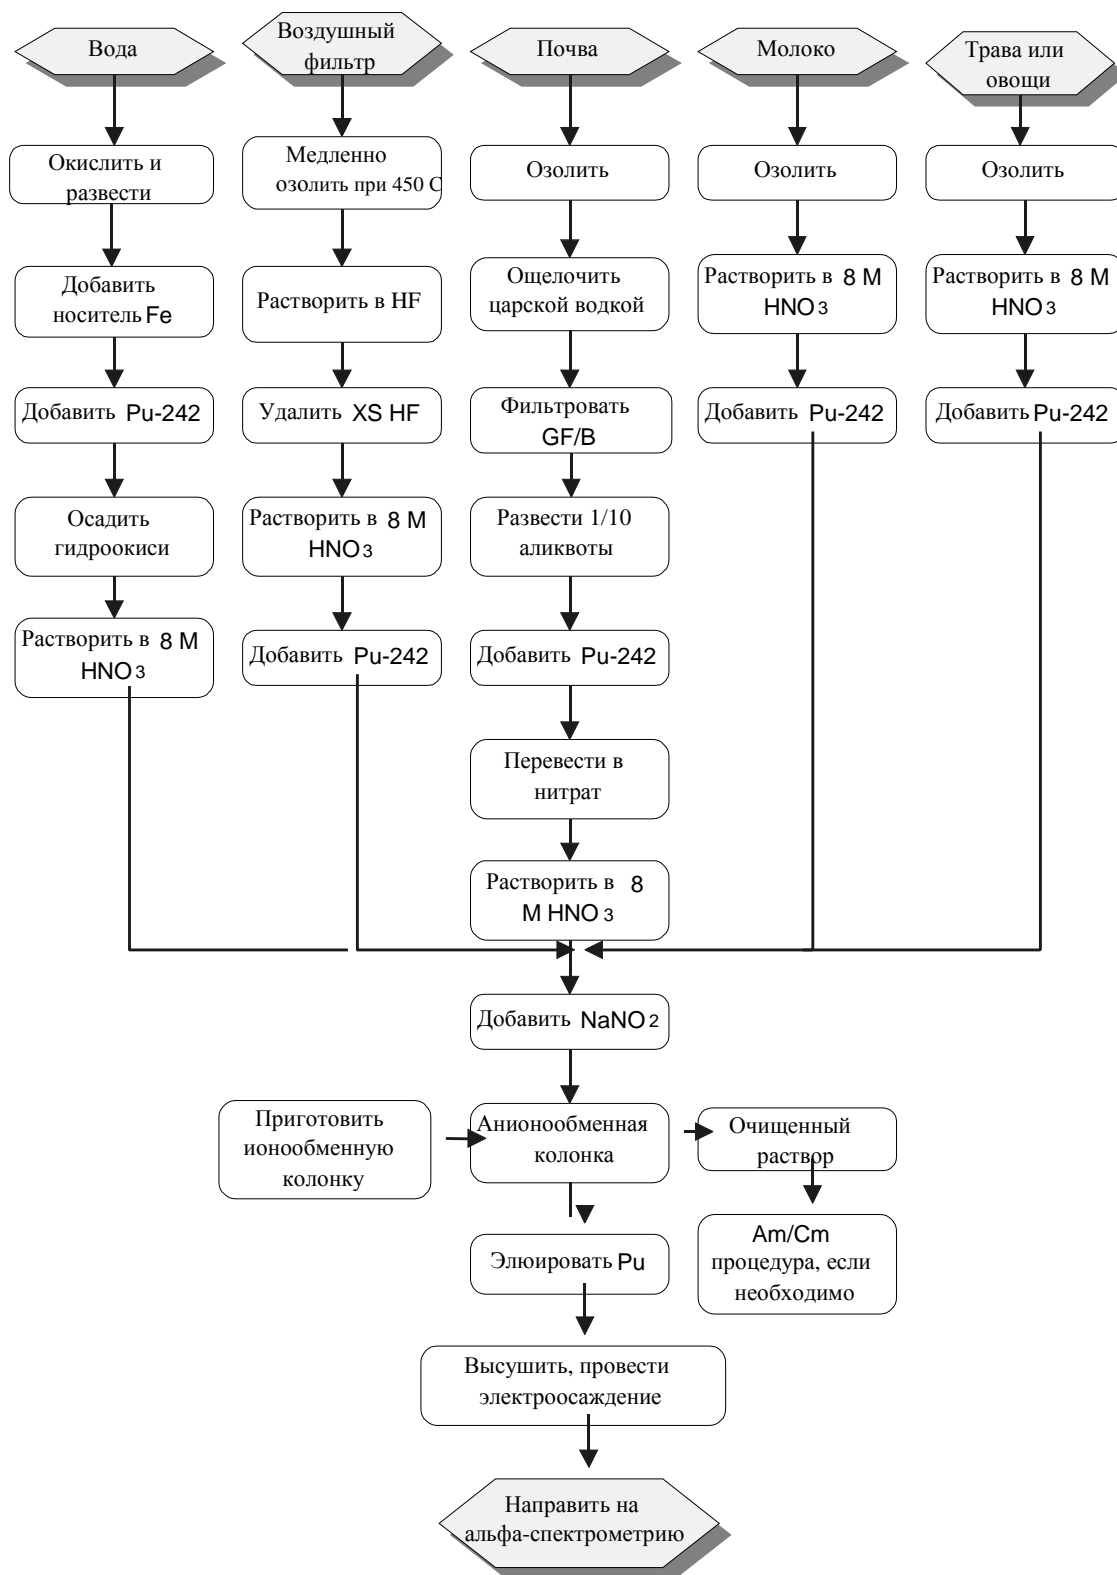 Вода
Воздушный
фильтр
Почва
Молоко
Трава или
овощи
Окислить и
развести
Медленно
озолить при 450 С
Озолить
Озолить
Озолить
Добавить
носитель Fe
Растворить в HF
Ощелочить
царской водкой
Растворить в 8 M
HNO3
Растворить в 8 M
HNO3
Добавить Pu-242
Удалить XS HF
Фильтровать
GF/B
Добавить Pu-242
Добавить Pu-242
Осадить
гидроокиси
Растворить в 8 M
HNO3
Развести 1/10
аликвоты
Растворить в 8 M
HNO3
Добавить Pu-242
Добавить Pu-242
Перевести в
нитрат
Растворить в 8
M HNO3
Добавить NaNO2
Приготовить
ионообменную
колонку
Анионообменная
колонка
Очищенный
раствор
Элюировать Pu
Am/Cm
процедура, если
необходимо
Высушить, провести
электроосаждение
Направить на
альфа-спектрометрию